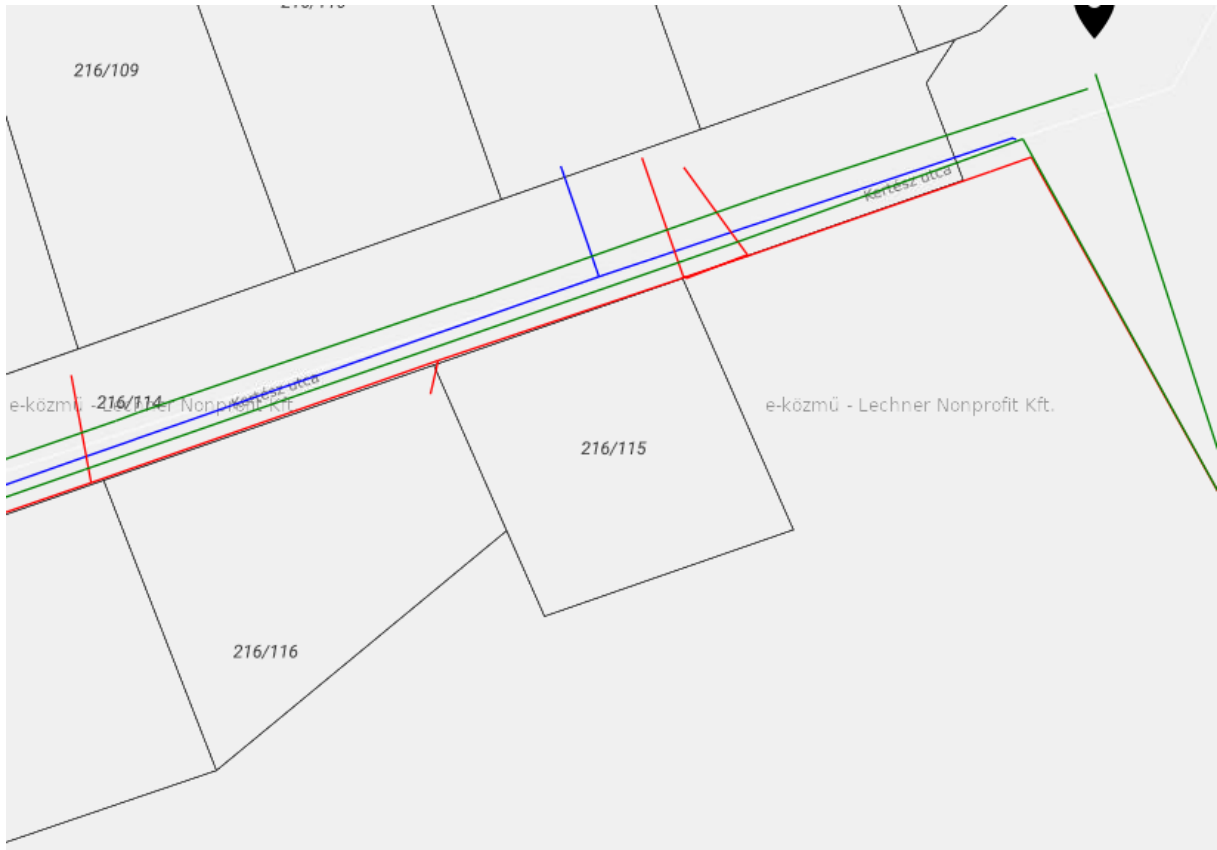 216/109
Kertész utca
216/114
Kertész utca
e-közmű - Lechner Nonprofit Kft.
e-közmű - Lechner Nonprofit Kft.
216/115
216/116